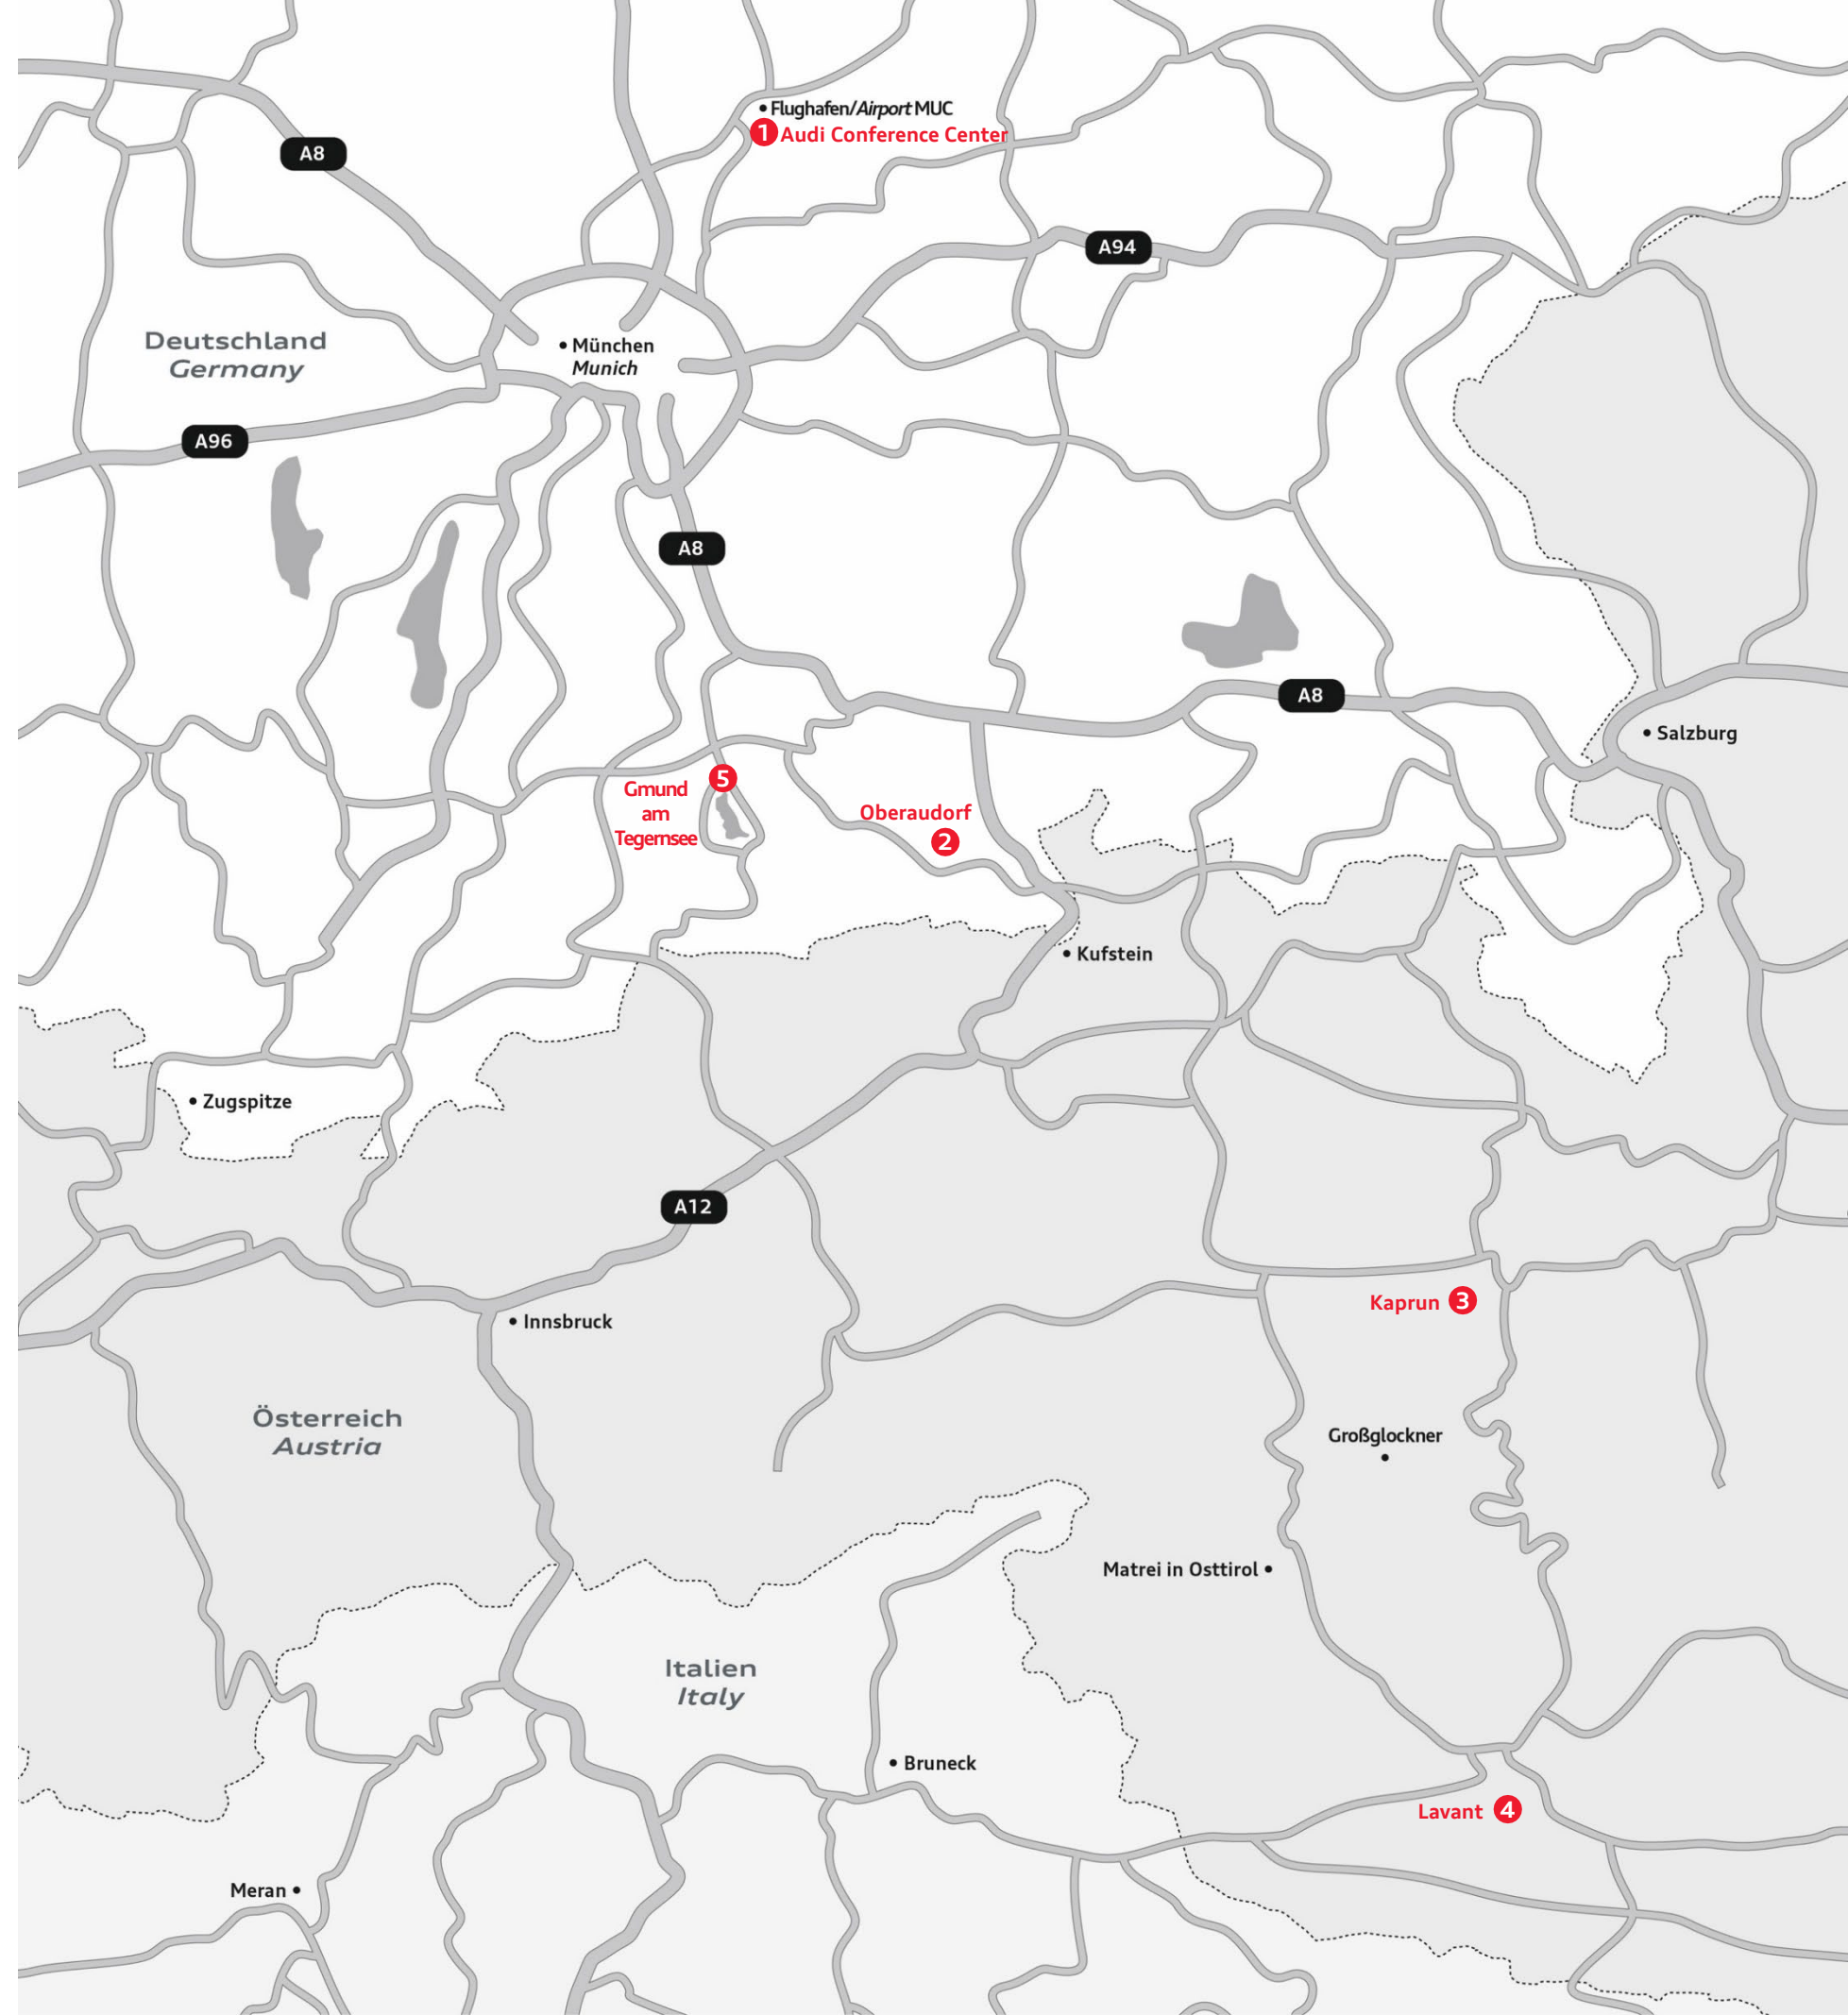 Flughafen/Airport MUC
1 Audi Conference Center
A8
A94
Deutschland
Germany
München
Munich
A96
A8
A8
Salzburg
5
Gmund
am
Tegernsee
Oberaudorf
2
Kufstein
Zugspitze
A12
Kaprun 3
Innsbruck
Österreich
Austria
Großglockner
Matrei in Osttirol
Italien
Italy
Bruneck
Lavant 4
Meran